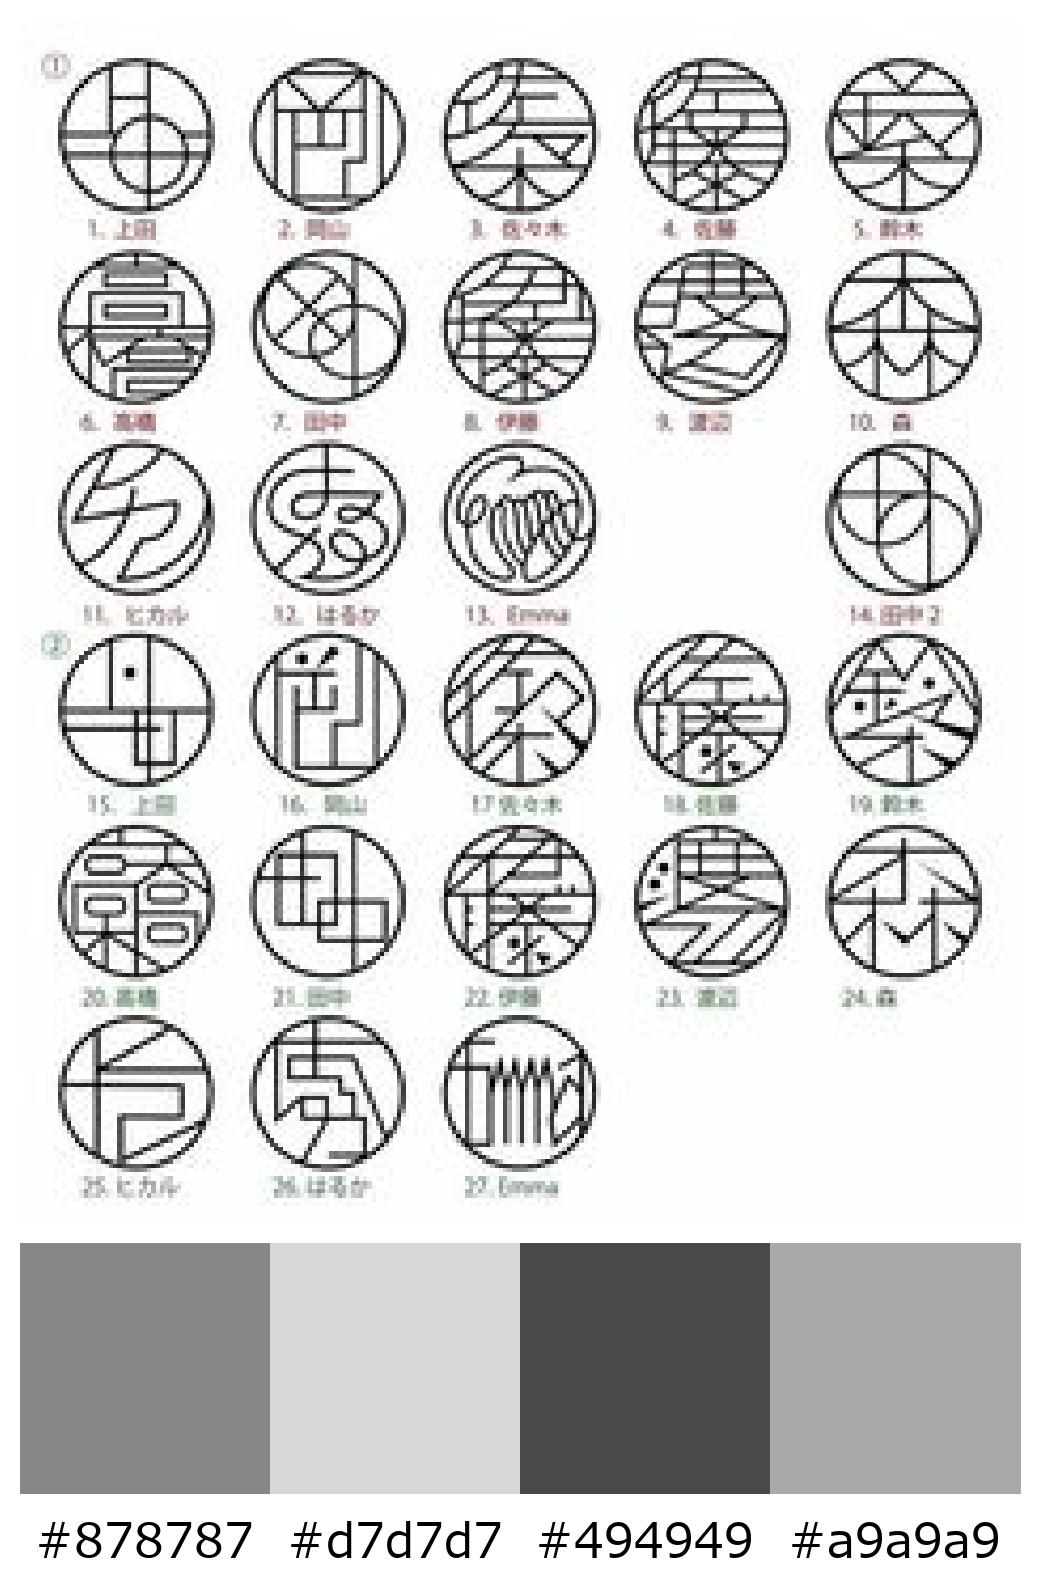 ①
1. 上田 2. 岡山 3. 佐々木 4. 佐藤 5. 鈴木
6. 高橋 7. 田中 8. 伊藤 9. 渡辺 10. 森
11. ヒカル 12. はるか 13. Emma 14. 田中2
②
15. 上田 16. 岡山 17 佐々木 18. 佐藤 19. 鈴木
20. 高橋 21. 田中 22. 伊藤 23. 渡辺 24. 森
25. ヒカル 26. はるか 27. Emma
#878787 #d7d7d7 #494949 #a9a9a9